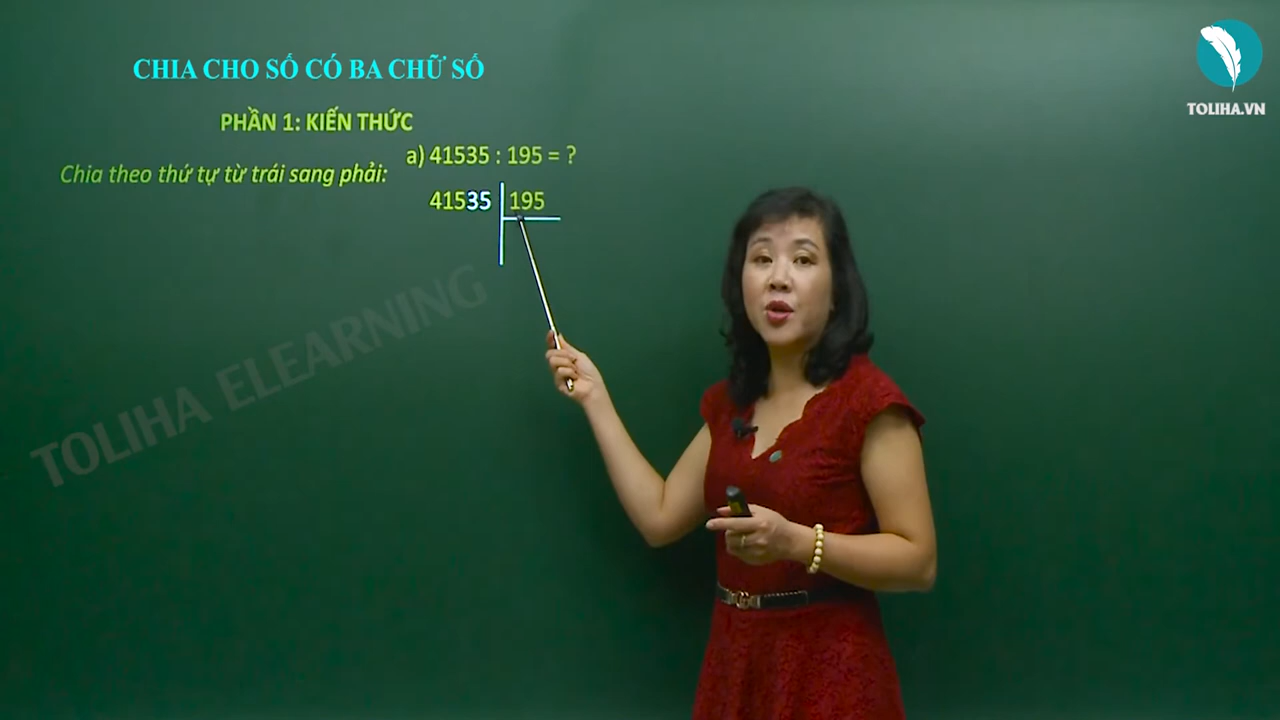 CHIA CHO SỐ CÓ BA CHỮ SỐ
PHẦN 1: KIẾN THỨC
a) 41535 : 195 = ?
Chia theo thứ tự từ trái sang phải:
41535 195
TOLIHA.VN
TOLIHA ELEARNING